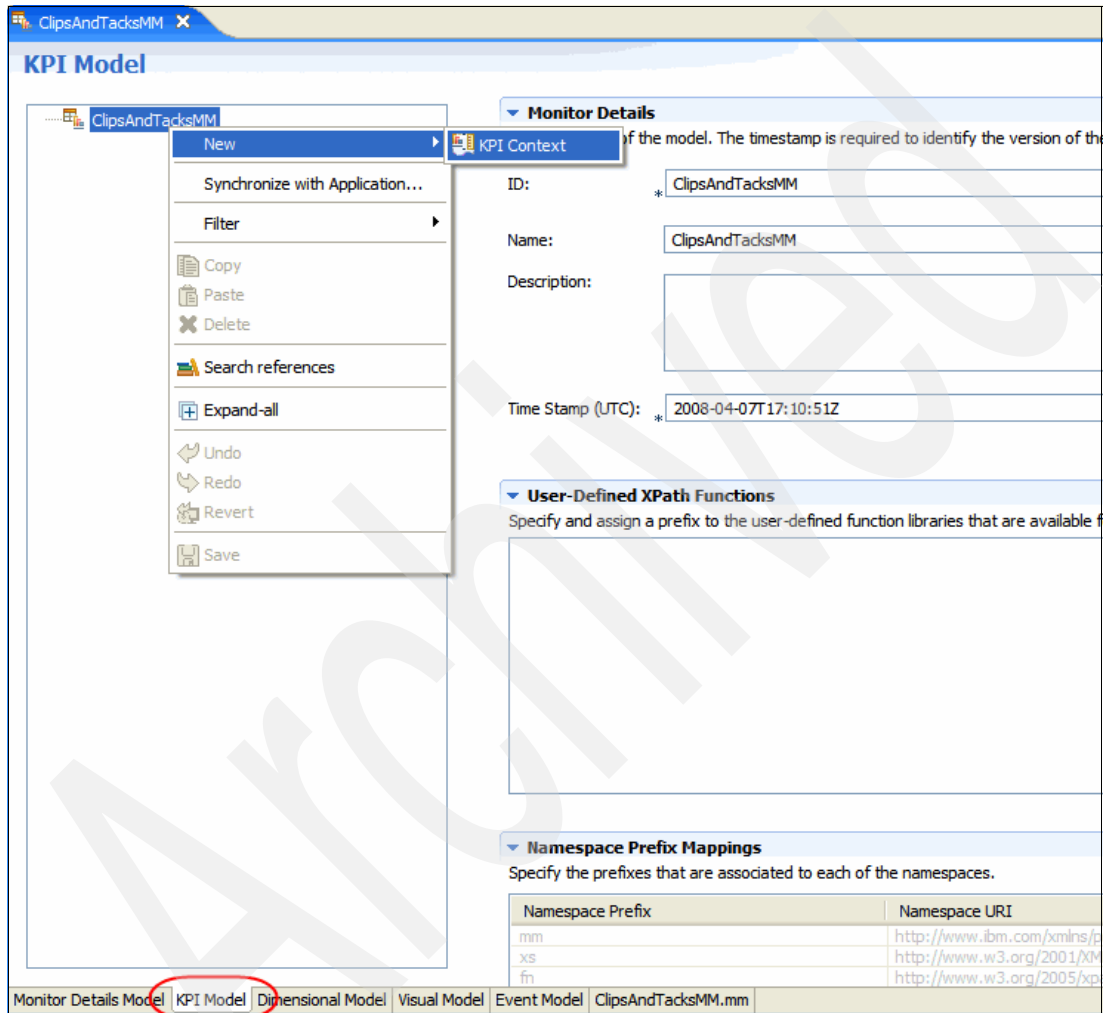 ClipsAndTacksMM
KPI Model
ClipsAndTacksMM
New
KPI Context
Synchronize with Application...
Filter
Copy
Paste
Delete
Search references
Expand-all
Undo
Redo
Revert
Save
Monitor Details
of the model. The timestamp is required to identify the version of the
ID: * ClipsAndTacksMM
Name: ClipsAndTacksMM
Description:
Time Stamp (UTC): * 2008-04-07T17:10:51Z
User-Defined XPath Functions
Specify and assign a prefix to the user-defined function libraries that are available f
Namespace Prefix Mappings
Specify the prefixes that are associated to each of the namespaces.
Namespace Prefix Namespace URI
mm http://www.ibm.com/xmlns/p
xs http://www.w3.org/2001/XM
fn http://www.w3.org/2005/xpa
Monitor Details Model KPI Model Dimensional Model Visual Model Event Model ClipsAndTacksMM.mm
Archived